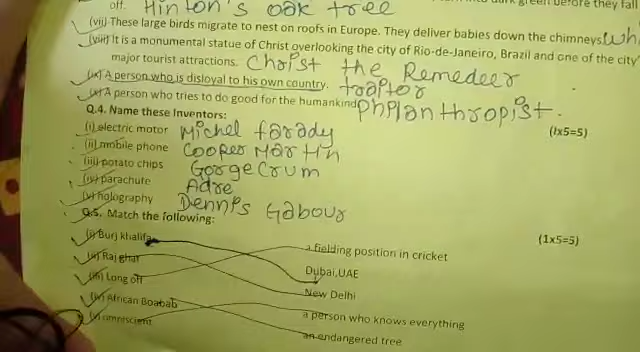 off. Hinton's oak tree
(vii) These large birds migrate to nest on roofs in Europe. They deliver babies down the chimneys. wh
(viii) It is a monumental statue of Christ overlooking the city of Rio-de-Janeiro, Brazil and one of the city'
major tourist attractions. Christ the Remedeer
(ix) A person who is disloyal to his own country. traptor
(x) A person who tries to do good for the humankind Philanthropist.
Q.4. Name these Inventors: (Ix5=5)
(i) electric motor Michel farady
(ii) mobile phone Cooper Martin
(iii) potato chips Gorge Crum
(iv) parachute Adre
(v) holography Dennis Gabour
Q.5. Match the following: (1x5=5)
(i) Burj khalifa
a fielding position in cricket
(ii) Raj ghat
Dubai,UAE
(iii) Long off
New Delhi
(iv) African Boabab
a person who knows everything
(v) omniscient
an endangered tree